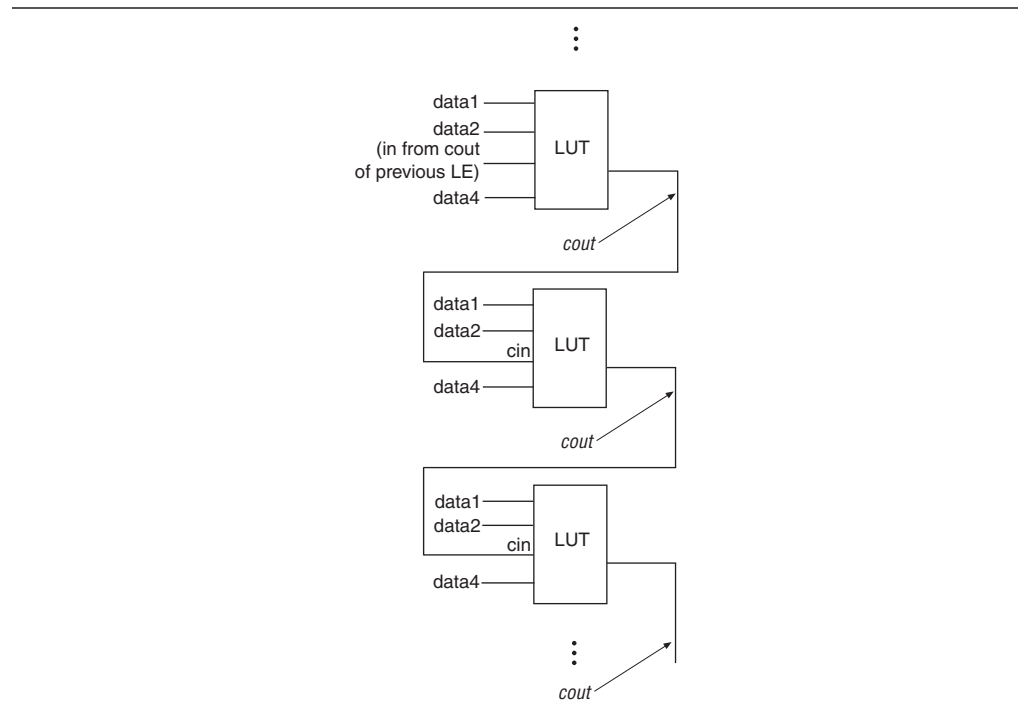 data1
data2
(in from cout
of previous LE)
data4
LUT
cout
data1
data2
cin
data4
LUT
cout
data1
data2
cin
data4
LUT
cout